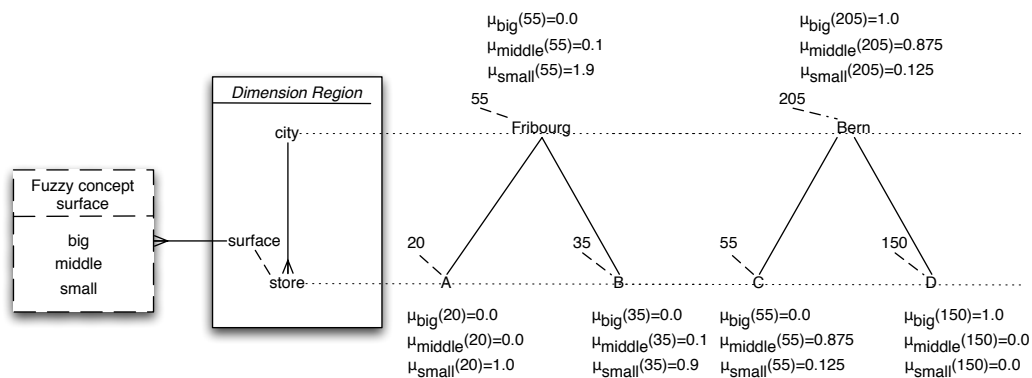 μbig(55)=0.0
μmiddle(55)=0.1
μsmall(55)=1.9
μbig(205)=1.0
μmiddle(205)=0.875
μsmall(205)=0.125
Dimension Region
55
205
city
Fribourg
Bern
Fuzzy concept
surface
big
middle
small
surface
20
35
55
150
store
A
B
C
D
μbig(20)=0.0
μmiddle(20)=0.0
μsmall(20)=1.0
μbig(35)=0.0
μmiddle(35)=0.1
μsmall(35)=0.9
μbig(55)=0.0
μmiddle(55)=0.875
μsmall(55)=0.125
μbig(150)=1.0
μmiddle(150)=0.0
μsmall(150)=0.0